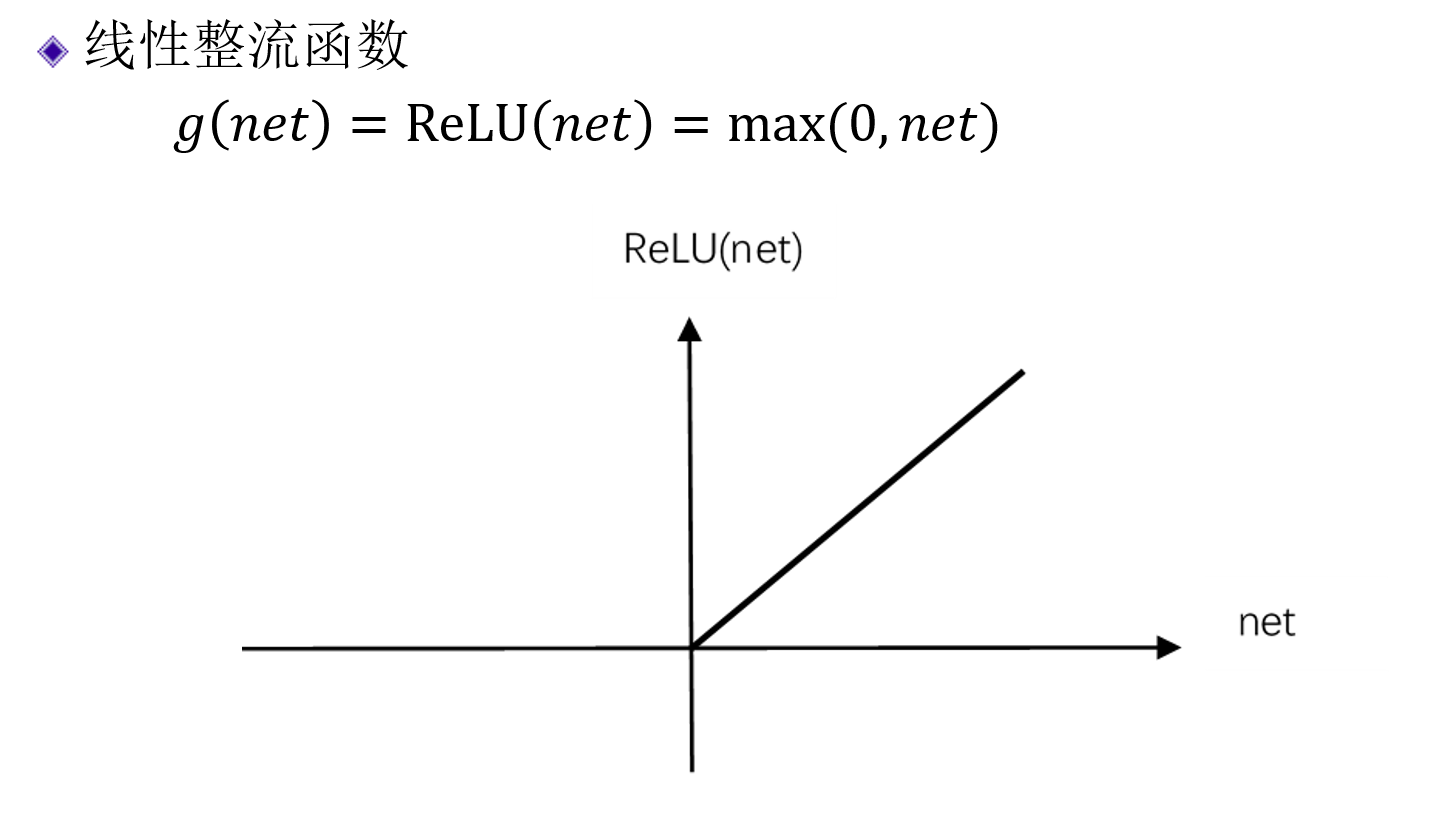 线性整流函数
g(net) = ReLU(net) = max(0, net)
ReLU(net)
net